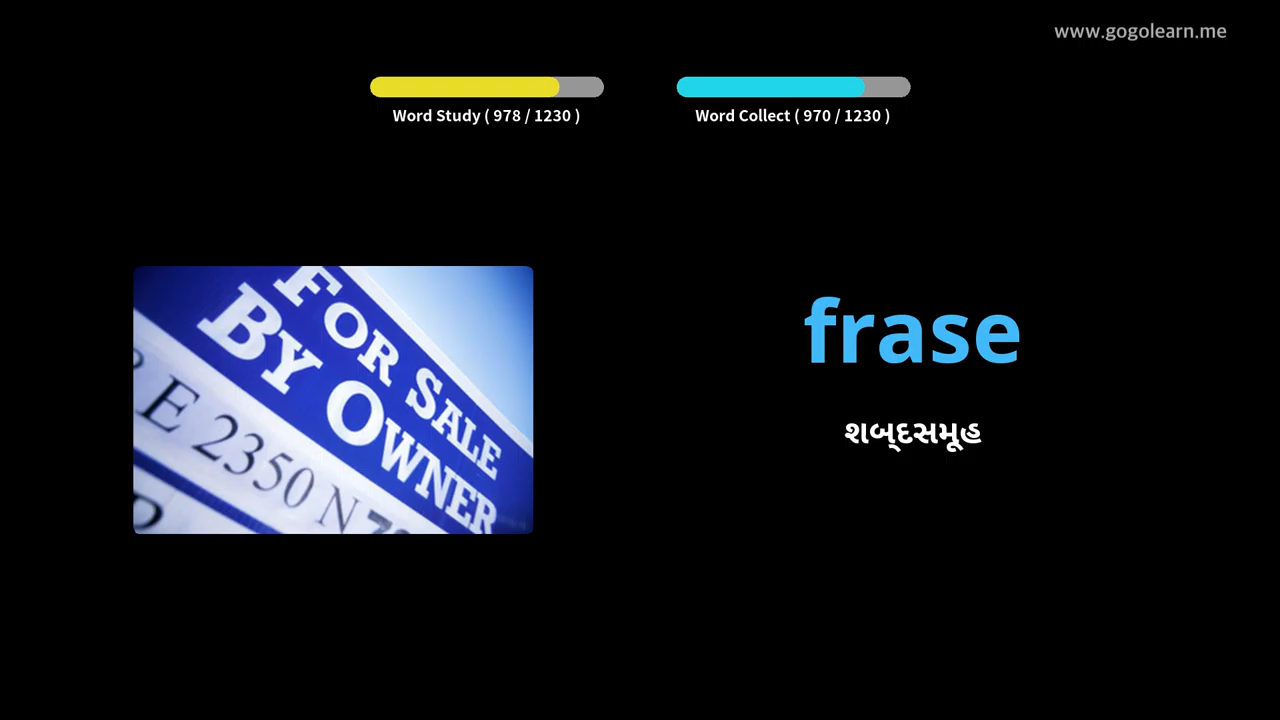 www.gogolearn.me
Word Study ( 978 / 1230 )
Word Collect ( 970 / 1230 )
FOR SALE
BY OWNER
E 2350 N
frase
શબ્દસમૂહ